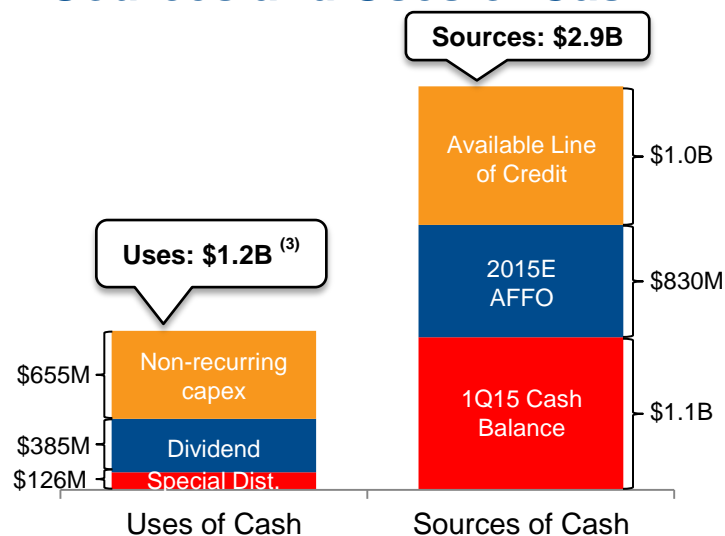 Sources: $2.9B
Available Line
of Credit
$1.0B
Uses: $1.2B (3)
2015E
AFFO
$830M
Non-recurring
capex
$655M
1Q15 Cash
Balance
$1.1B
Dividend
$385M
Special Dist.
$126M
Uses of Cash
Sources of Cash